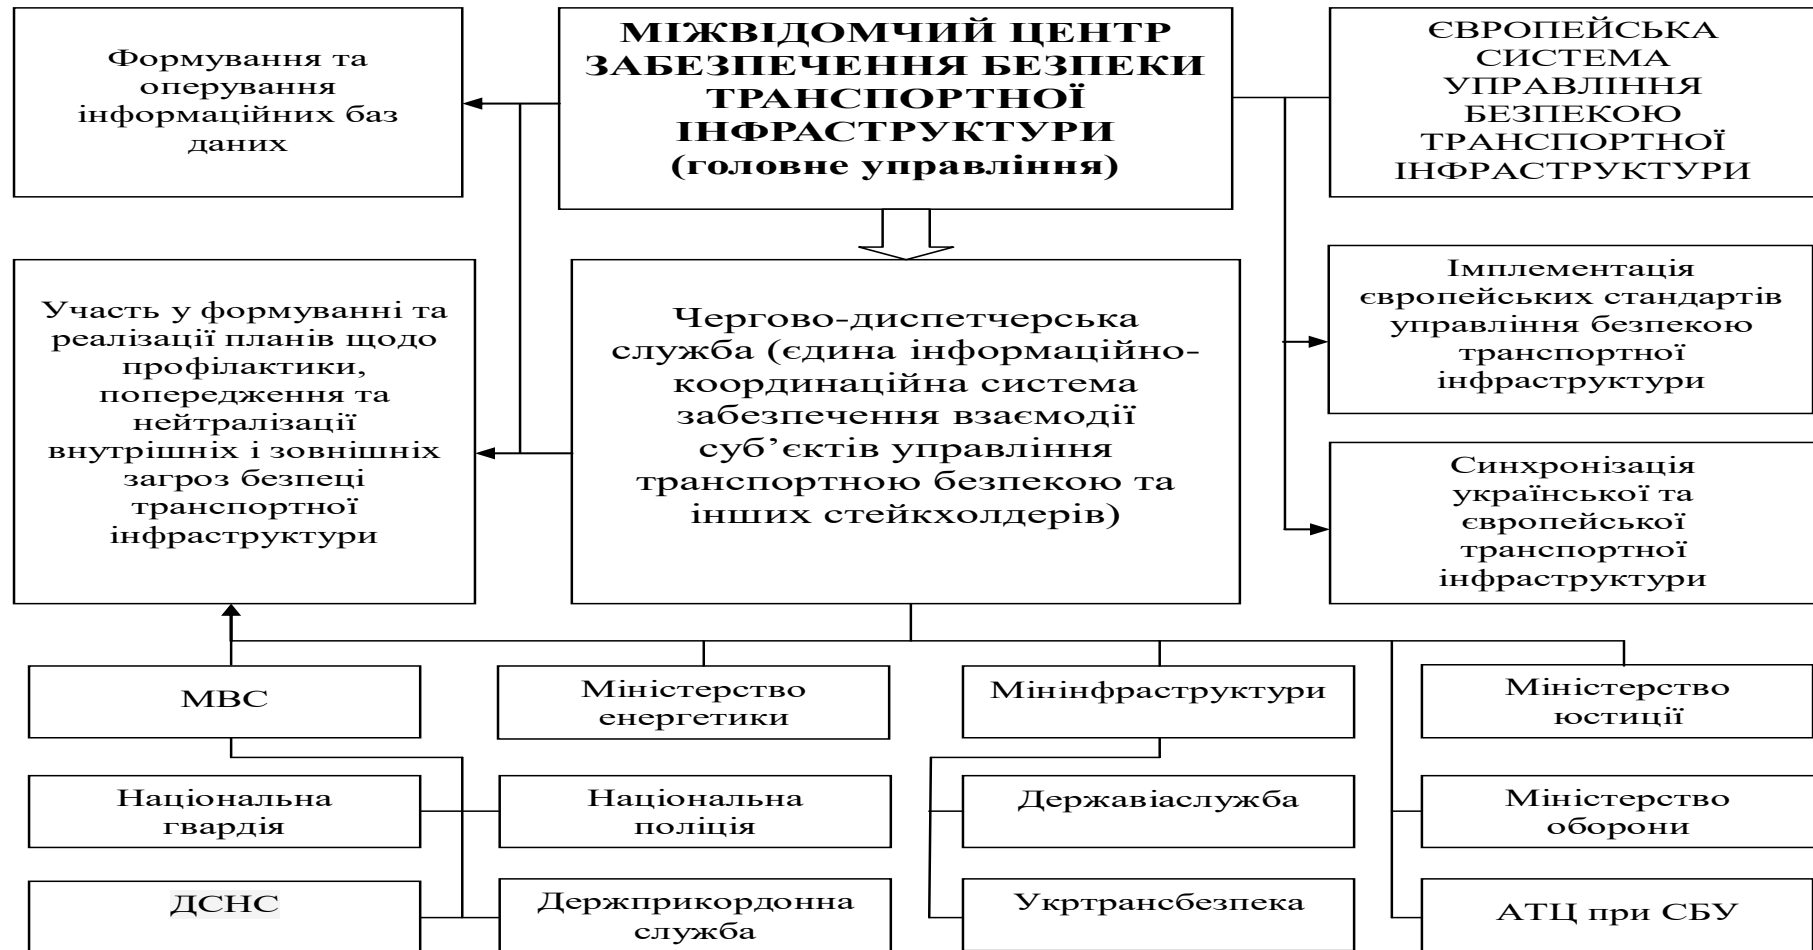 Формування та
оперування
інформаційних баз
даних
МІЖВІДОМЧИЙ ЦЕНТР
ЗАБЕЗПЕЧЕННЯ БЕЗПЕКИ
ТРАНСПОРТНОЇ
ІНФРАСТРУКТУРИ
(головне управління)
ЄВРОПЕЙСЬКА
СИСТЕМА
УПРАВЛІННЯ
БЕЗПЕКОЮ
ТРАНСПОРТНОЇ
ІНФРАСТРУКТУРИ
Участь у формуванні та
реалізації планів щодо
профілактики,
попередження та
нейтралізації
внутрішніх і зовнішніх
загроз безпеці
транспортної
інфраструктури
Чергово-диспетчерська
служба (єдина інформаційно-
координаційна система
забезпечення взаємодії
суб’єктів управління
транспортною безпекою та
інших стейкхолдерів)
Імплементація
європейських стандартів
управління безпекою
транспортної
інфраструктури
Синхронізація
української та
європейської
транспортної
інфраструктури
МВС
Міністерство
енергетики
Мінінфраструктури
Міністерство
юстиції
Національна
гвардія
Національна
поліція
Державіаслужба
Міністерство
оборони
ДСНС
Держприкордонна
служба
Укртрансбезпека
АТЦ при СБУ